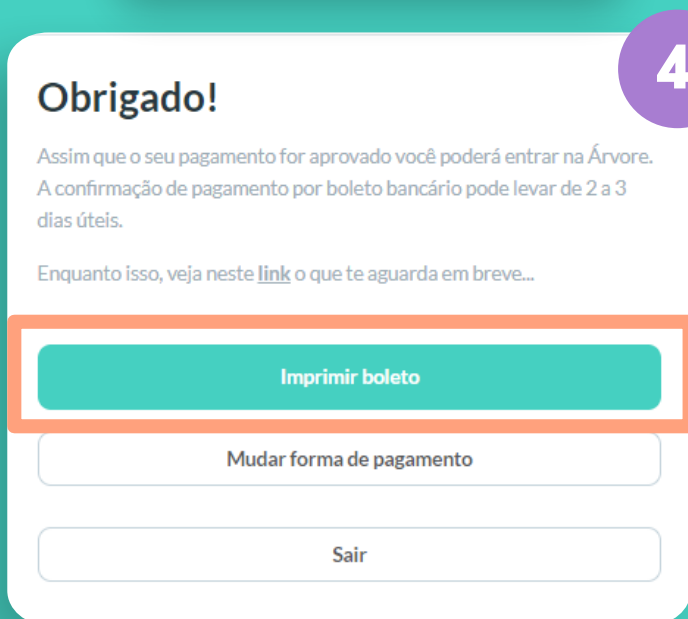 4
Obrigado!
Assim que o seu pagamento for aprovado você poderá entrar na Árvore.
A confirmação de pagamento por boleto bancário pode levar de 2 a 3
dias úteis.
Enquanto isso, veja neste link o que te aguarda em breve...
Imprimir boleto
Mudar forma de pagamento
Sair